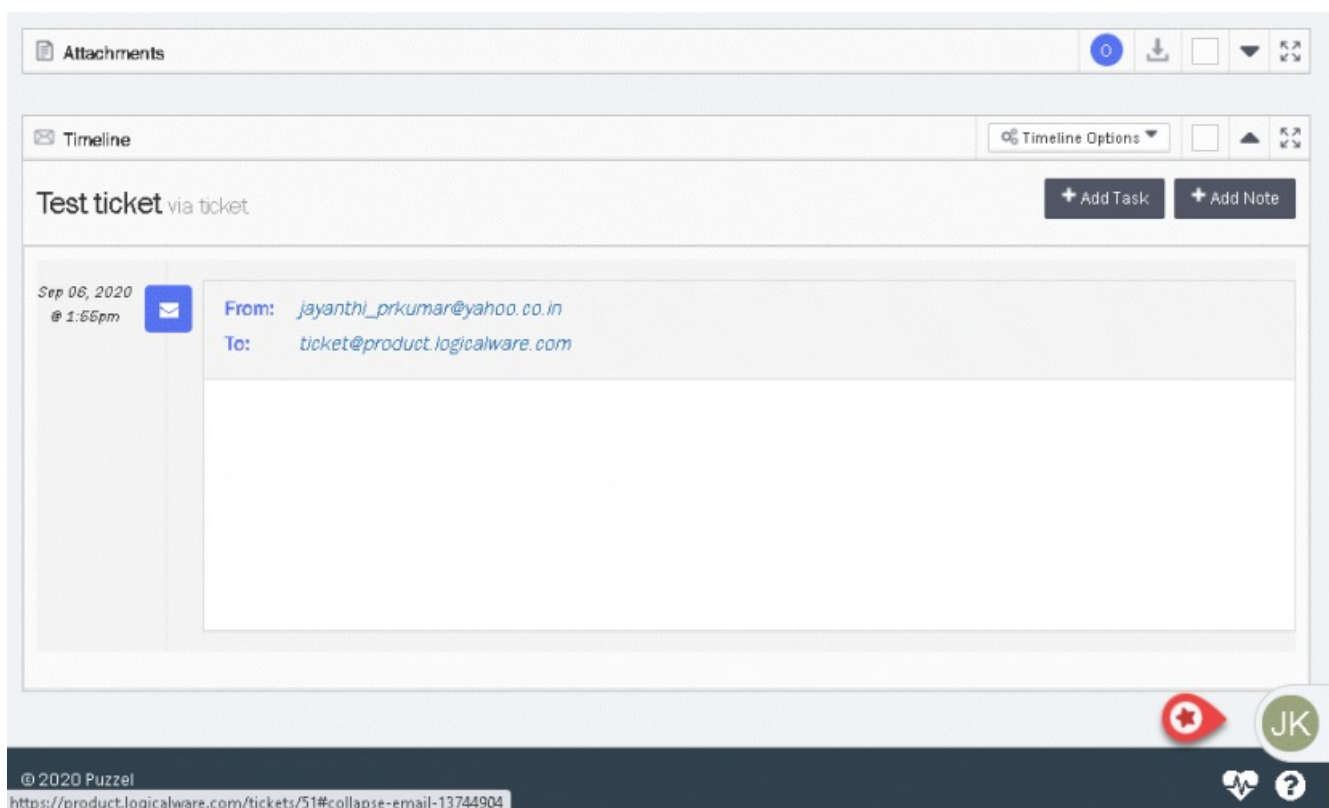 Attachments 0
Timeline Timeline Options
Test ticket via ticket + Add Task + Add Note
Sep 06, 2020
@ 1:55pm
From: jayanthi_prkumar@yahoo.co.in
To: ticket@product.logicalware.com
JK
© 2020 Puzzel
https://product.logicalware.com/tickets/51#collapse-email-13744904